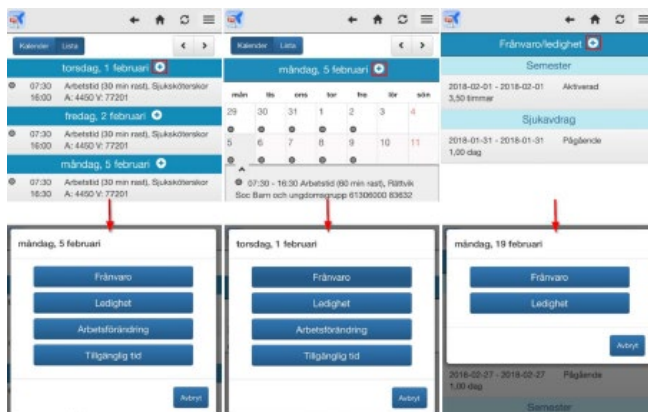 Kalender Lista
torsdag, 1 februari
07:30 Arbetstid (30 min rast), Sjuksköterskor
16:00 A: 4450 V: 77201
fredag, 2 februari
07:30 Arbetstid (30 min rast), Sjuksköterskor
16:00 A: 4450 V: 77201
måndag, 5 februari
07:30 Arbetstid (30 min rast), Sjuksköterskor
16:30 A: 4450 V: 77201
måndag, 5 februari
Frånvaro
Ledighet
Arbetsförändring
Tillgänglig tid
Avbryt
Kalender Lista
måndag, 5 februari
mån tis ons tor fre lör sön
29 30 31 1 2 3 4
5 6 7 8 9 10 11
07:30 - 16:30 Arbetstid (60 min rast), Rättvik
Soc Barn och ungdomsgrupp 61306000 83632
torsdag, 1 februari
Frånvaro
Ledighet
Arbetsförändring
Tillgänglig tid
Avbryt
Frånvaro/ledighet
Semester
2018-02-01 - 2018-02-01 Aktiverad
3,50 timmar
Sjukavdrag
2018-01-31 - 2018-01-31 Pågående
1,00 dag
måndag, 19 februari
Frånvaro
Ledighet
Avbryt
2018-02-27 - 2018-02-27 Pågående
1,00 dag
Semester